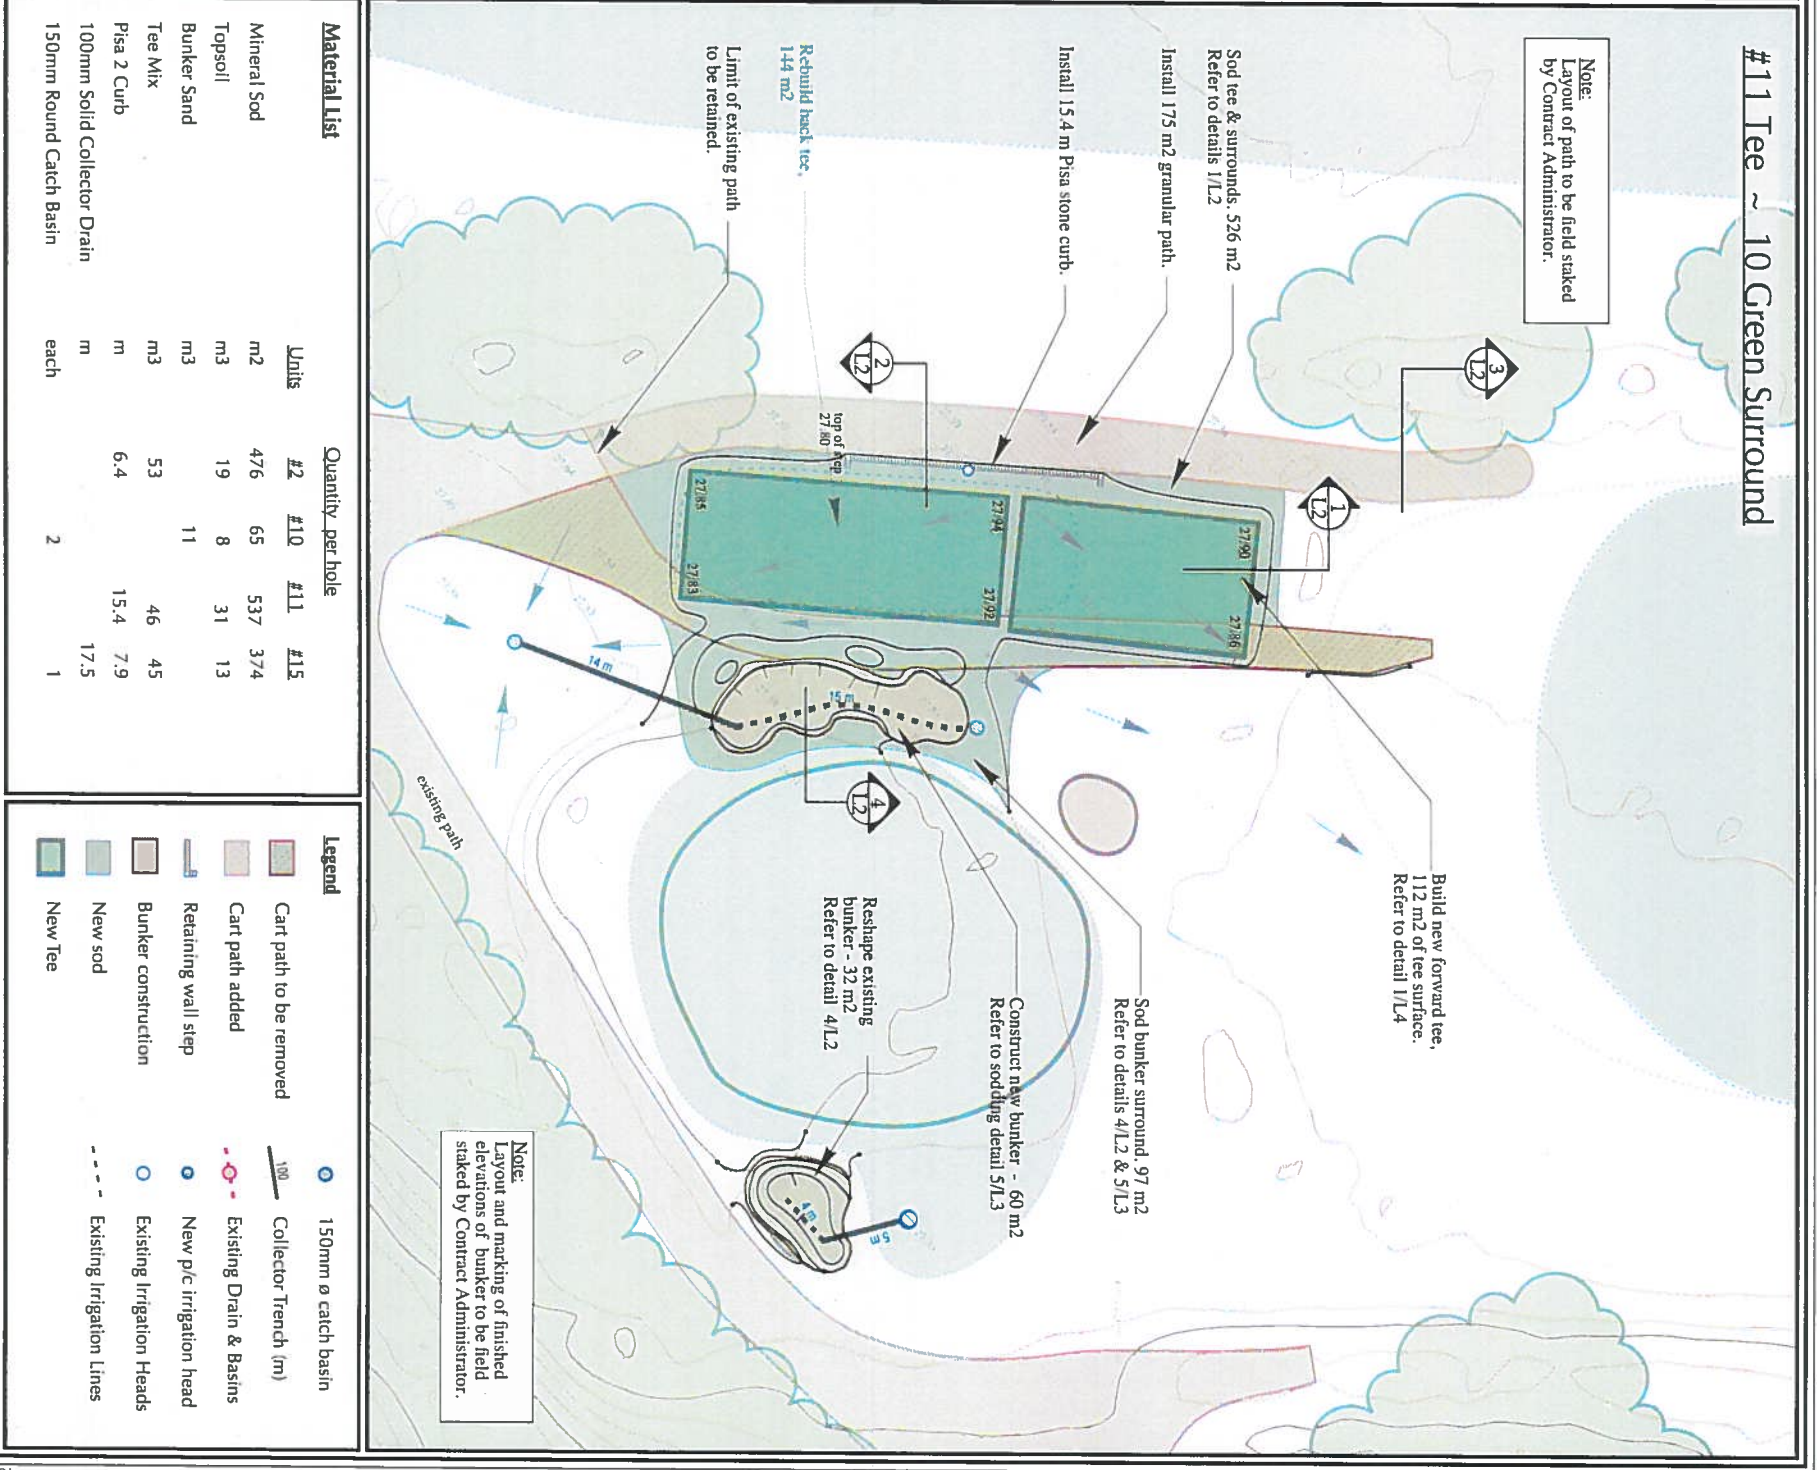 #11 Tee ~ 10 Green Surround
Note:
Layout of path to be field staked
by Contract Administrator.
3
L2
Sod tee & surrounds. 526 m2
Refer to details 1/L2
Install 175 m2 granular path.
Install 15.4 m Pisa stone curb.
Rebuild back tee,
144 m2
Limit of existing path
to be retained.
2
L2
1
L2
top of step
27.80
27.90
27.86
27.94
27.92
27.85
27.83
14 m
15 m
4
L2
existing path
Build new forward tee,
112 m2 of tee surface.
Refer to detail 1/L4
Sod bunker surround. 97 m2
Refer to details 4/L2 & 5/L3
Construct new bunker - 60 m2
Refer to sodding detail 5/L3
Reshape existing
bunker - 32 m2
Refer to detail 4/L2
4 m
5 m
Note:
Layout and marking of finished
elevations of bunker to be field
staked by Contract Administrator.
Material List
Units
Quantity per hole
#2 #10 #11 #15
Mineral Sod m2 476 65 537 374
Topsoil m3 19 8 31 13
Bunker Sand m3 11
Tee Mix m3 53 46 45
Pisa 2 Curb m 6.4 15.4 7.9
100mm Solid Collector Drain m 17.5
150mm Round Catch Basin each 2 1
Legend
Cart path to be removed
Cart path added
Retaining wall step
Bunker construction
New sod
New Tee
150mm ø catch basin
100 Collector Trench (m)
Existing Drain & Basins
New p/c irrigation head
Existing Irrigation Heads
Existing Irrigation Lines